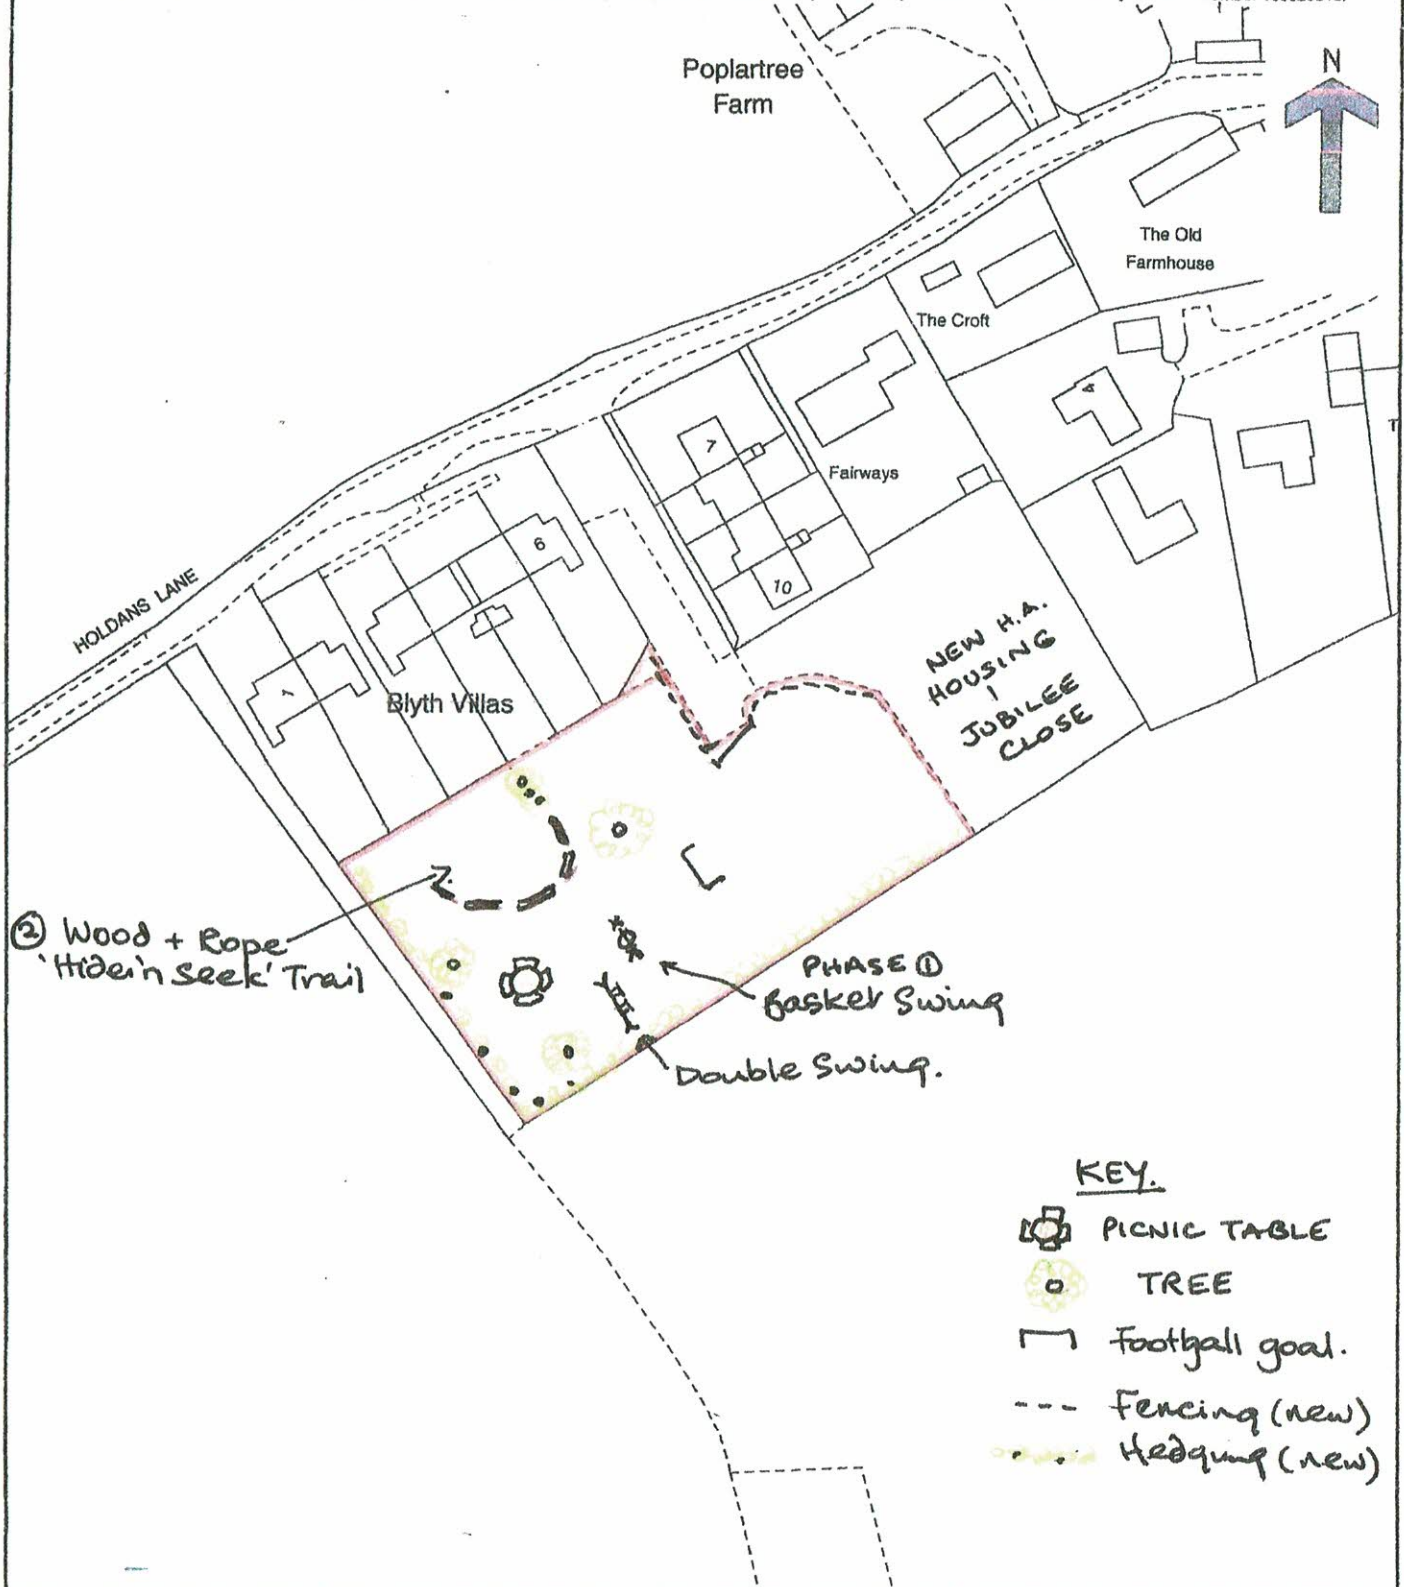 Poplartree
Farm
N
The Old
Farmhouse
The Croft
4
7
Fairways
6
10
HOLDANS LANE
1
Blyth Villas
NEW H.A.
HOUSING
JUBILEE
CLOSE
② Wood + Rope
'Hide'n Seek' Trail
PHASE ①
Basket Swing
Double Swing.
KEY.
PICNIC TABLE
TREE
Football goal.
Fencing (new)
Hedging (new)